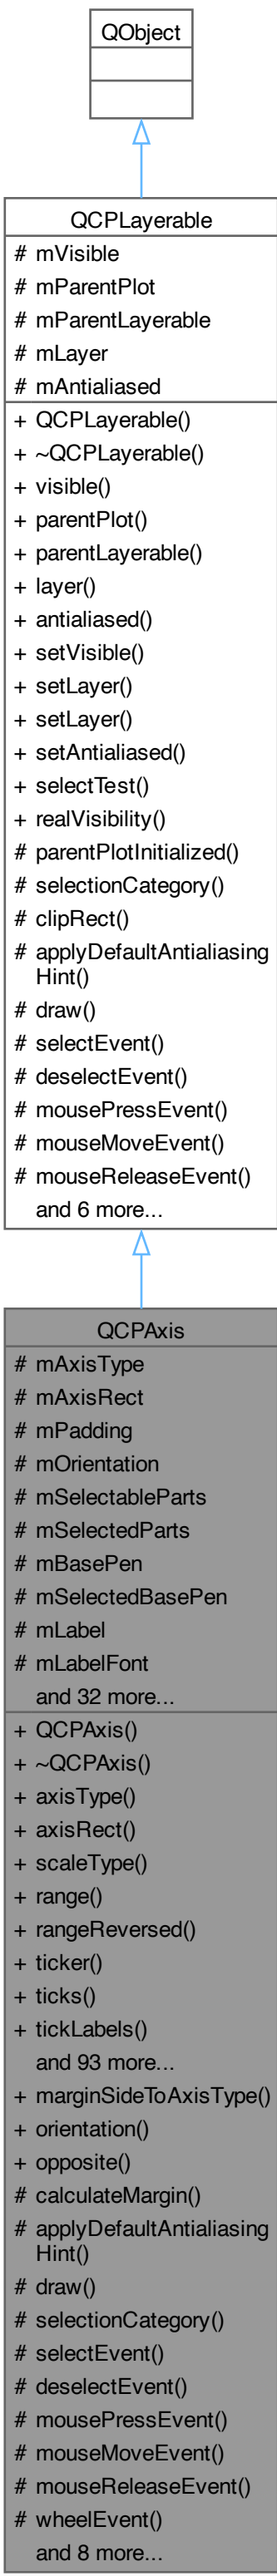 QObject
QCPLayerable
# mVisible
# mParentPlot
# mParentLayerable
# mLayer
# mAntialiased
+ QCPLayerable()
+ ~QCPLayerable()
+ visible()
+ parentPlot()
+ parentLayerable()
+ layer()
+ antialiased()
+ setVisible()
+ setLayer()
+ setLayer()
+ setAntialiased()
+ selectTest()
+ realVisibility()
# parentPlotInitialized()
# selectionCategory()
# clipRect()
# applyDefaultAntialiasing
Hint()
# draw()
# selectEvent()
# deselectEvent()
# mousePressEvent()
# mouseMoveEvent()
# mouseReleaseEvent()
and 6 more...
QCPAxis
# mAxisType
# mAxisRect
# mPadding
# mOrientation
# mSelectableParts
# mSelectedParts
# mBasePen
# mSelectedBasePen
# mLabel
# mLabelFont
and 32 more...
+ QCPAxis()
+ ~QCPAxis()
+ axisType()
+ axisRect()
+ scaleType()
+ range()
+ rangeReversed()
+ ticker()
+ ticks()
+ tickLabels()
and 93 more...
+ marginSideToAxisType()
+ orientation()
+ opposite()
# calculateMargin()
# applyDefaultAntialiasing
Hint()
# draw()
# selectionCategory()
# selectEvent()
# deselectEvent()
# mousePressEvent()
# mouseMoveEvent()
# mouseReleaseEvent()
# wheelEvent()
and 8 more...